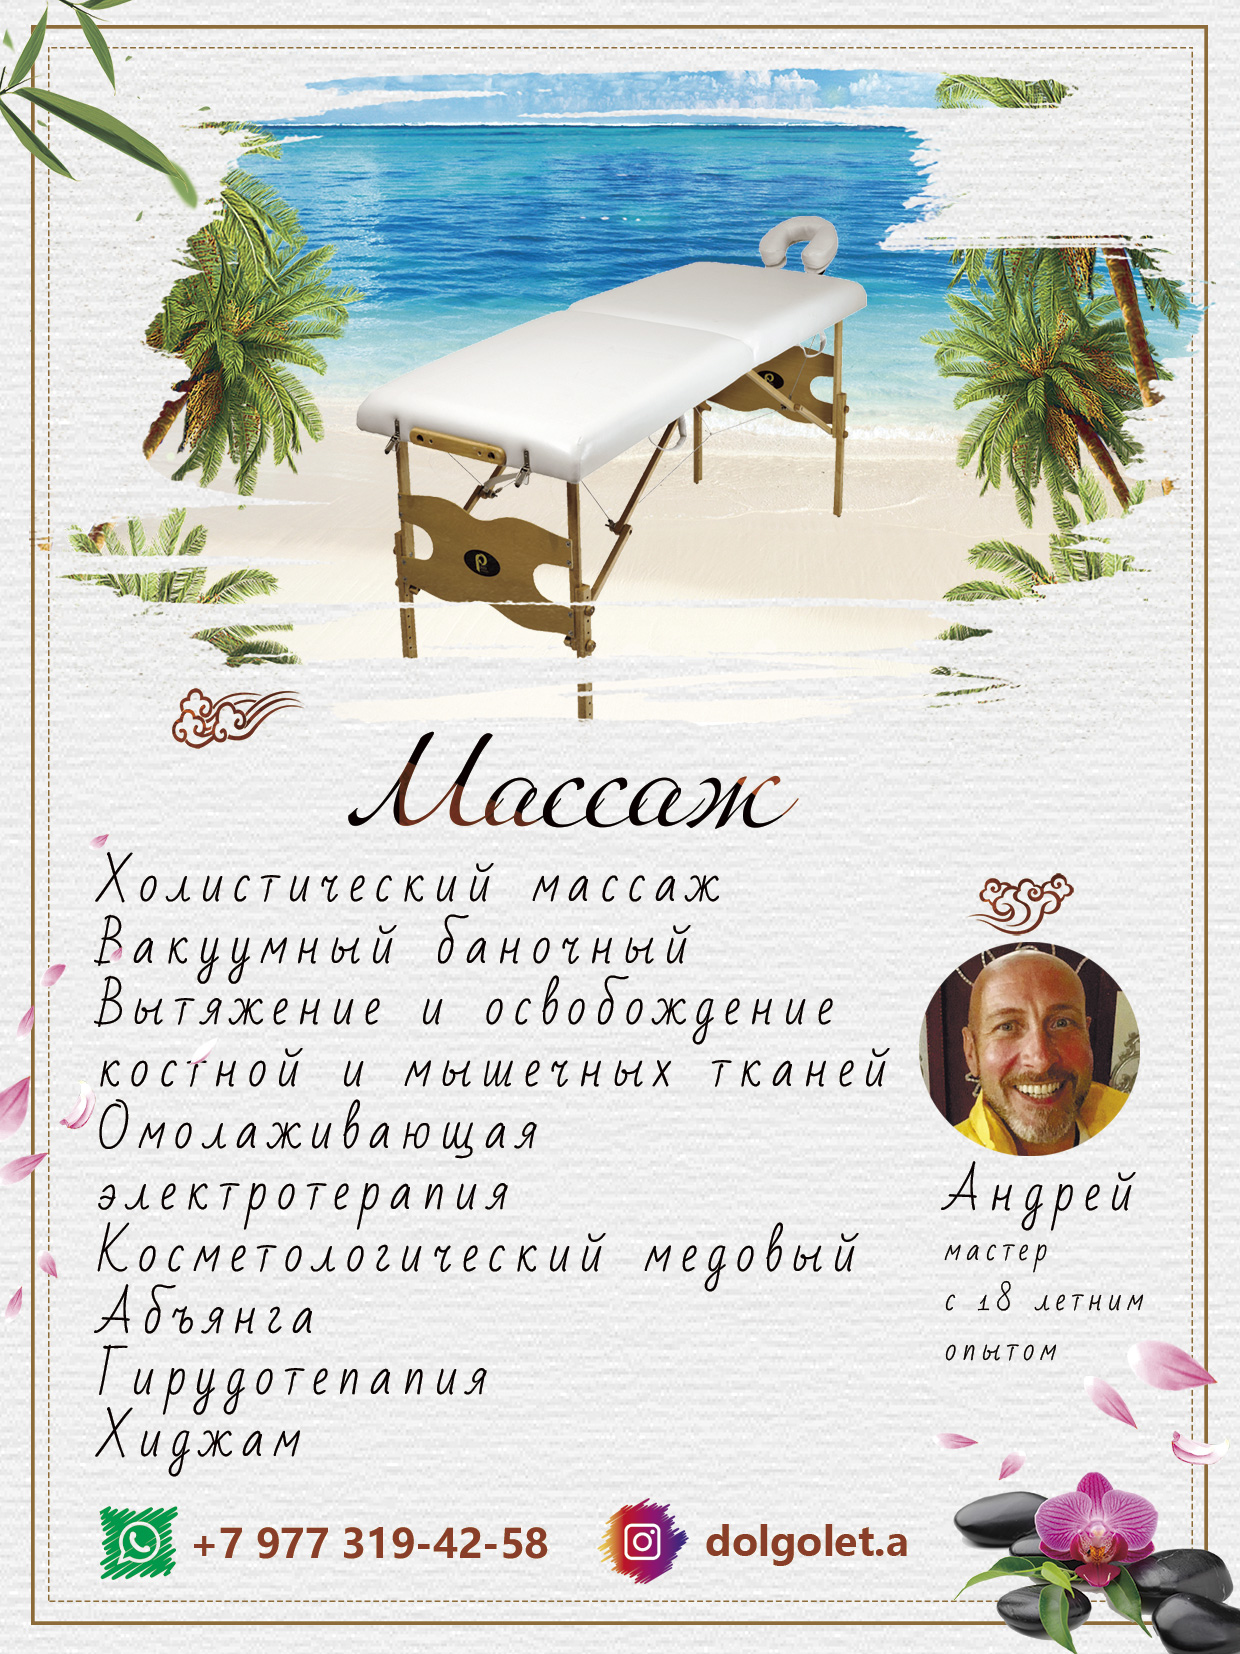 Массаж
Холистический массаж
Вакуумный баночный
Вытяжение и освобождение
костной и мышечных тканей
Омолаживающая
электротерапия
Косметологический медовый
Абъянга
Гирудотепапия
Хиджам
Андрей
мастер
с 18 летним
опытом
+7 977 319-42-58
dolgolet.a